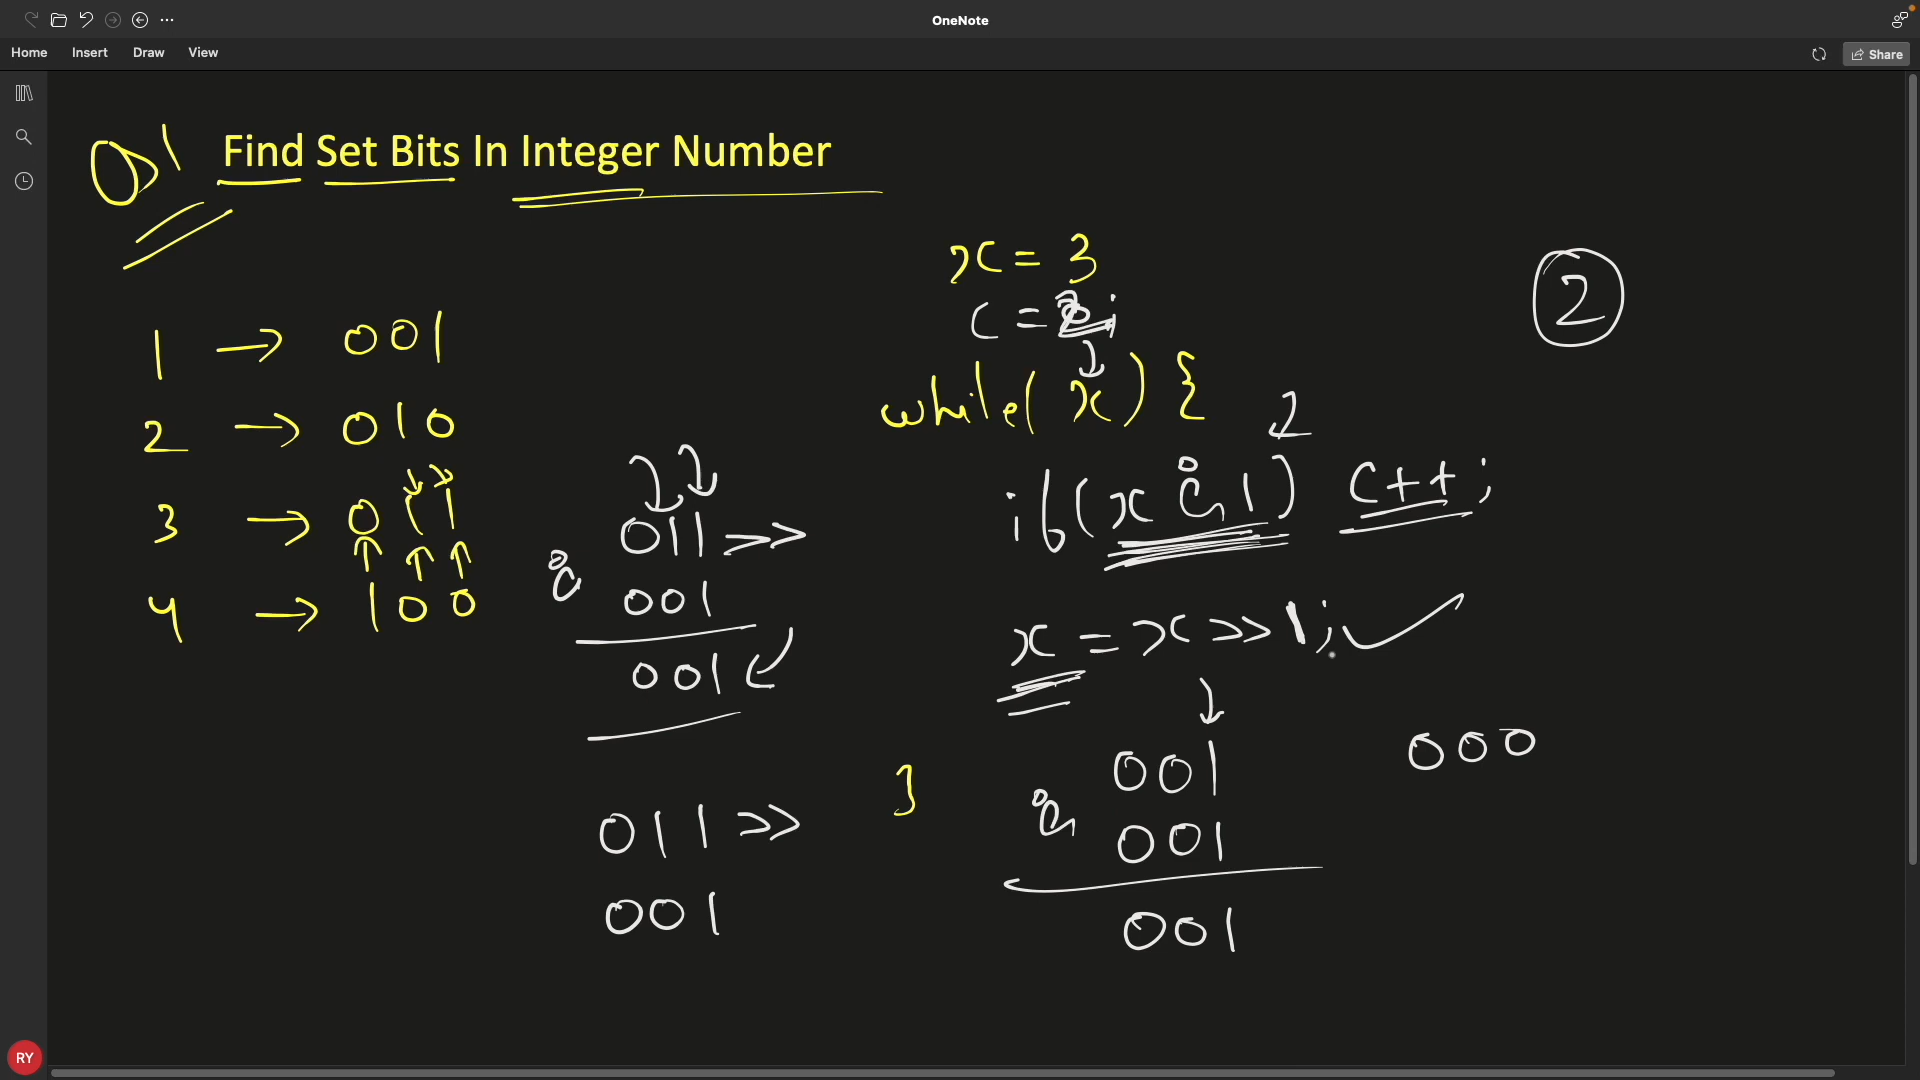 OneNote
Home Insert Draw View
Share
Q1 Find Set Bits In Integer Number
1 → 001
2 → 010
3 → 011
4 → 100
011 >>
& 001
001
011 >>
001
x = 3
while( x ) {
if( x & 1 ) c++;
x = x >> 1;
}
001
& 001
001
000
2
2
RY